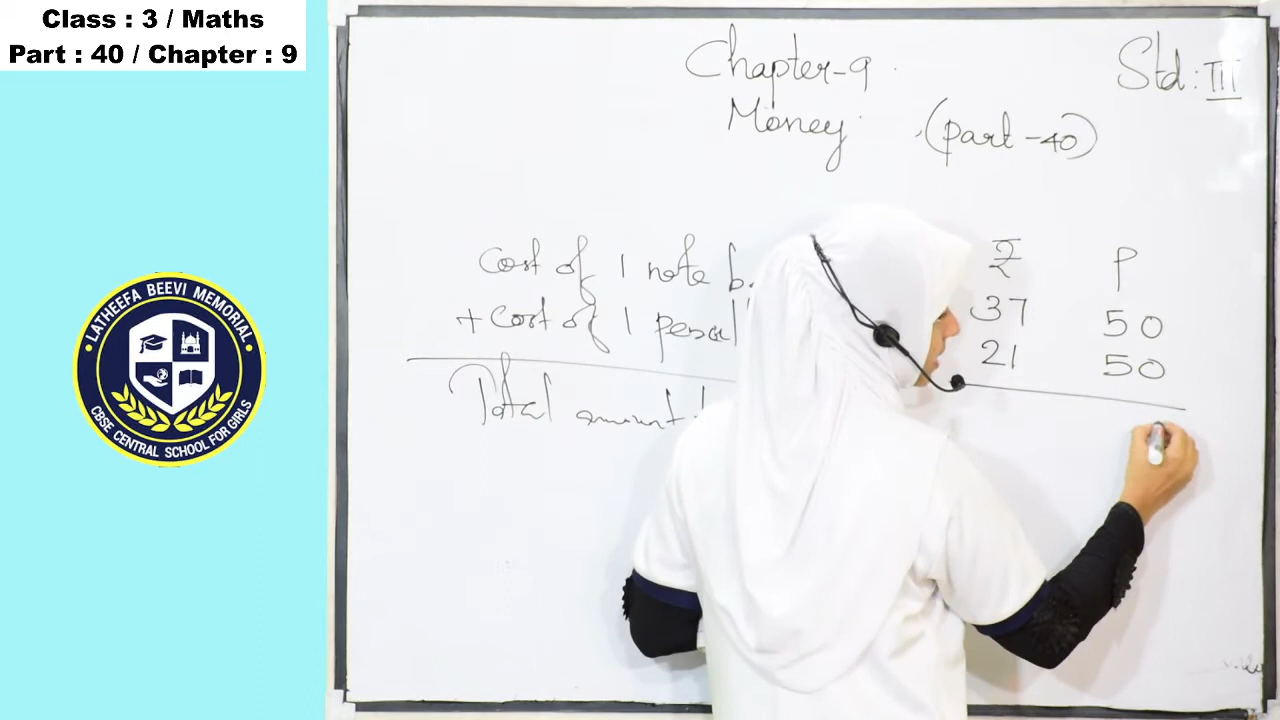 Class : 3 / Maths
Part : 40 / Chapter : 9
Chapter-9
Std: III
Money
(part-40)
cost of 1 note b
₹ P
37 50
+ cost of 1
21 50
Total amount
LATHEEFA BEEVI MEMORIAL
CBSE CENTRAL SCHOOL FOR GIRLS